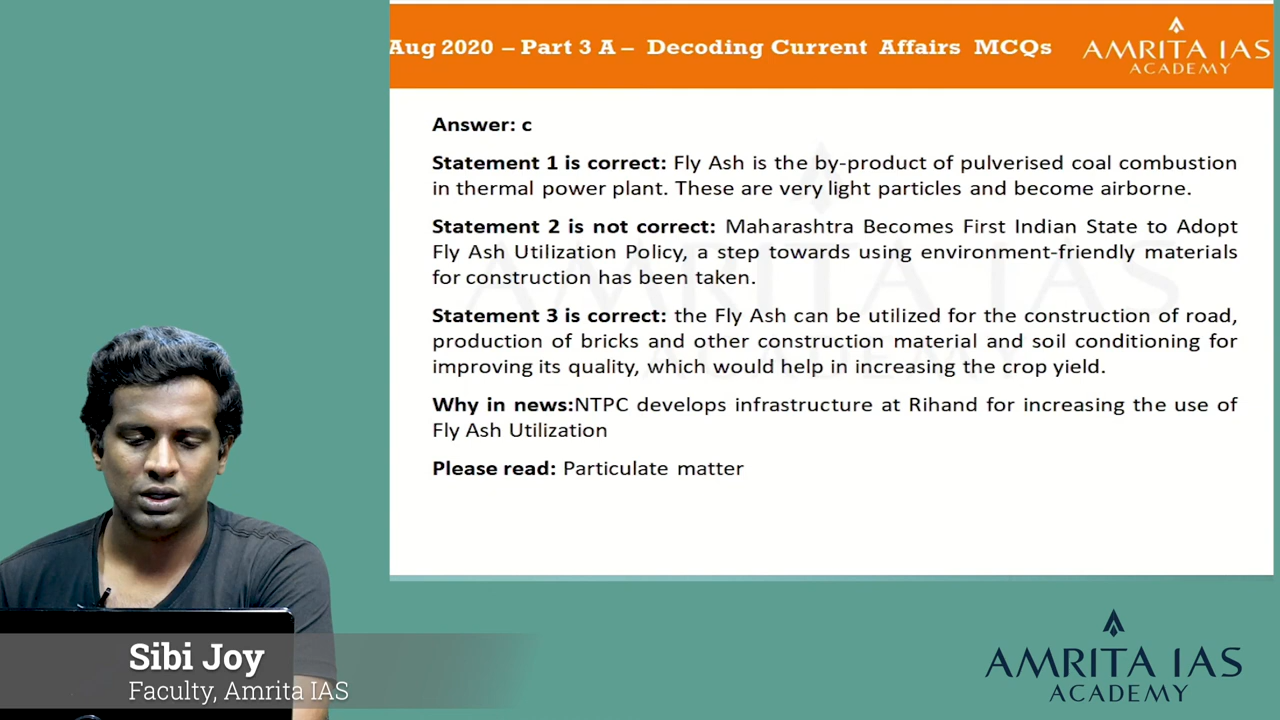 Aug 2020 – Part 3 A – Decoding Current Affairs MCQs
AMRITA IAS
ACADEMY
Answer: c
Statement 1 is correct: Fly Ash is the by-product of pulverised coal combustion
in thermal power plant. These are very light particles and become airborne.
Statement 2 is not correct: Maharashtra Becomes First Indian State to Adopt
Fly Ash Utilization Policy, a step towards using environment-friendly materials
for construction has been taken.
Statement 3 is correct: the Fly Ash can be utilized for the construction of road,
production of bricks and other construction material and soil conditioning for
improving its quality, which would help in increasing the crop yield.
Why in news:NTPC develops infrastructure at Rihand for increasing the use of
Fly Ash Utilization
Please read: Particulate matter
Sibi Joy
Faculty, Amrita IAS
AMRITA IAS
ACADEMY